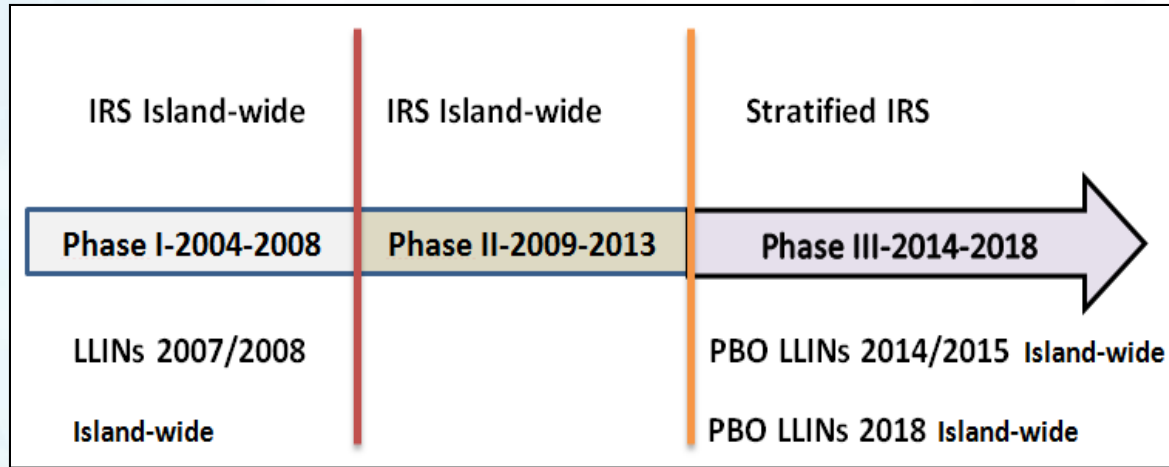 IRS Island-wide
IRS Island-wide
Stratified IRS
Phase I-2004-2008
Phase II-2009-2013
Phase III-2014-2018
LLINs 2007/2008
Island-wide
PBO LLINs 2014/2015 Island-wide
PBO LLINs 2018 Island-wide